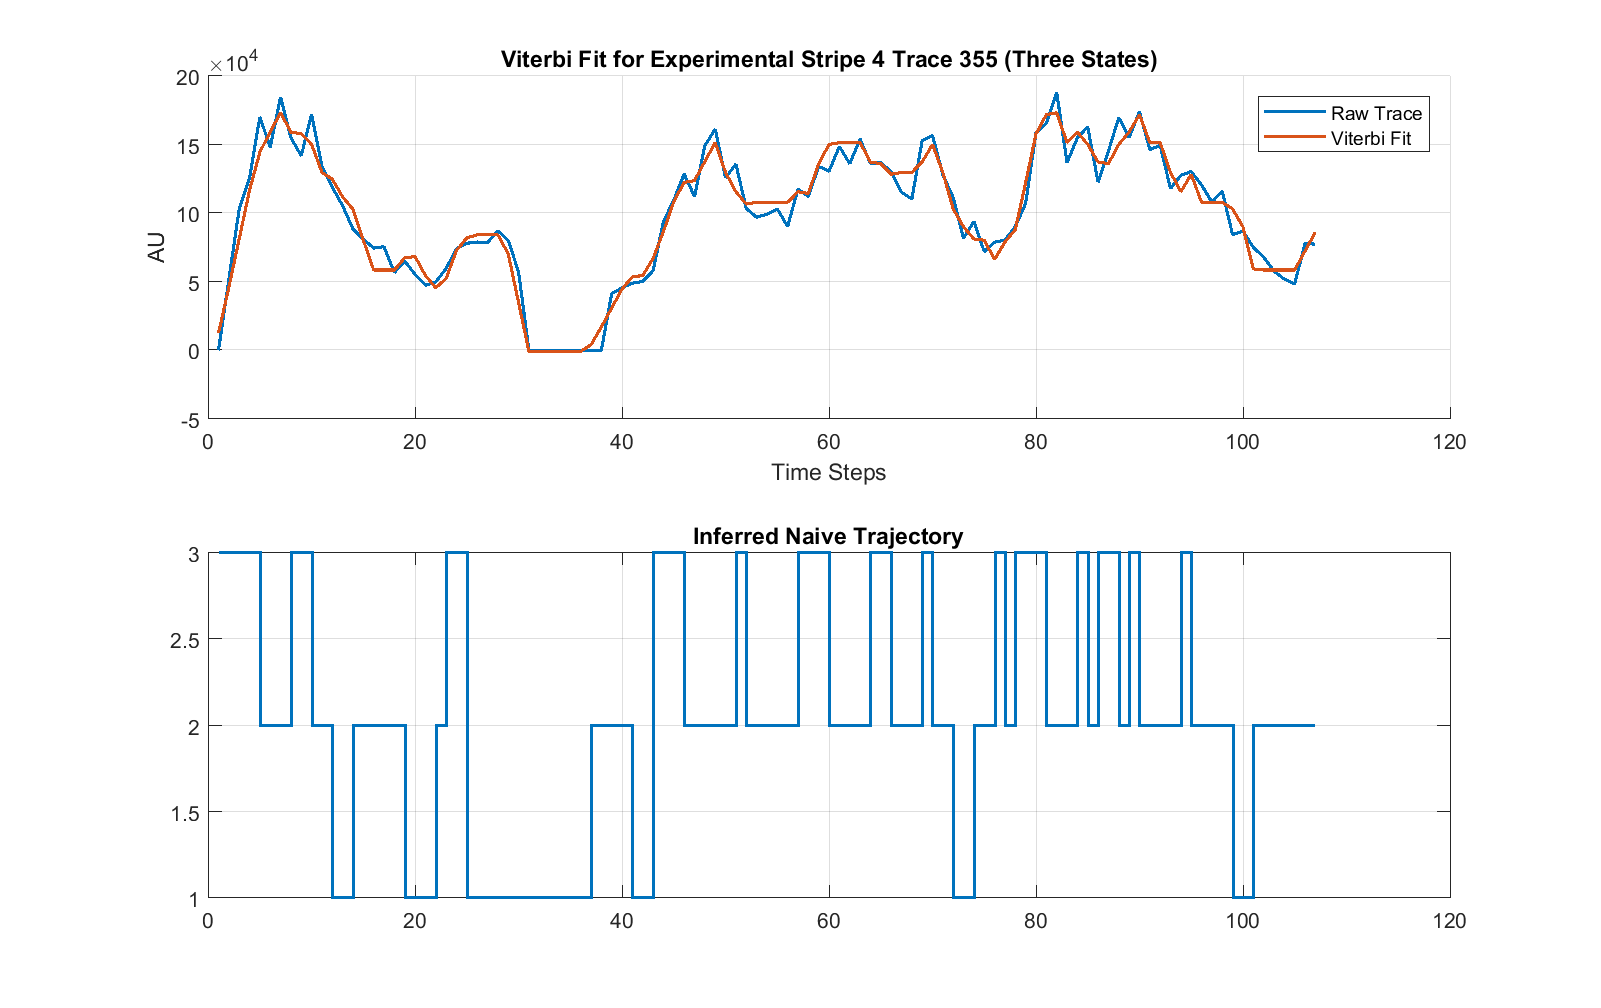 Viterbi Fit for Experimental Stripe 4 Trace 355 (Three States)
×10⁴
20
15
10
5
0
-5
AU
Raw Trace
Viterbi Fit
0 20 40 60 80 100 120
Time Steps
Inferred Naive Trajectory
3
2.5
2
1.5
1
0 20 40 60 80 100 120